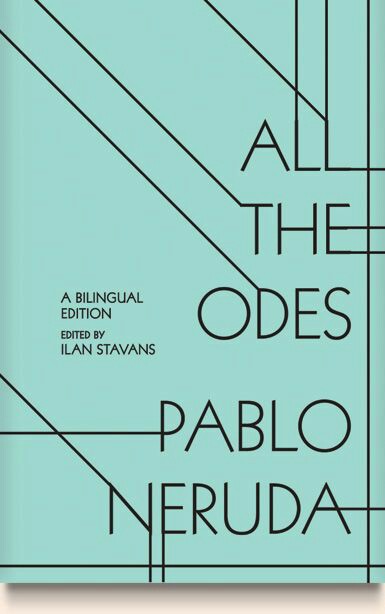 ALL
THE
ODES
A BILINGUAL
EDITION
EDITED BY
ILAN STAVANS
PABLO
NERUDA